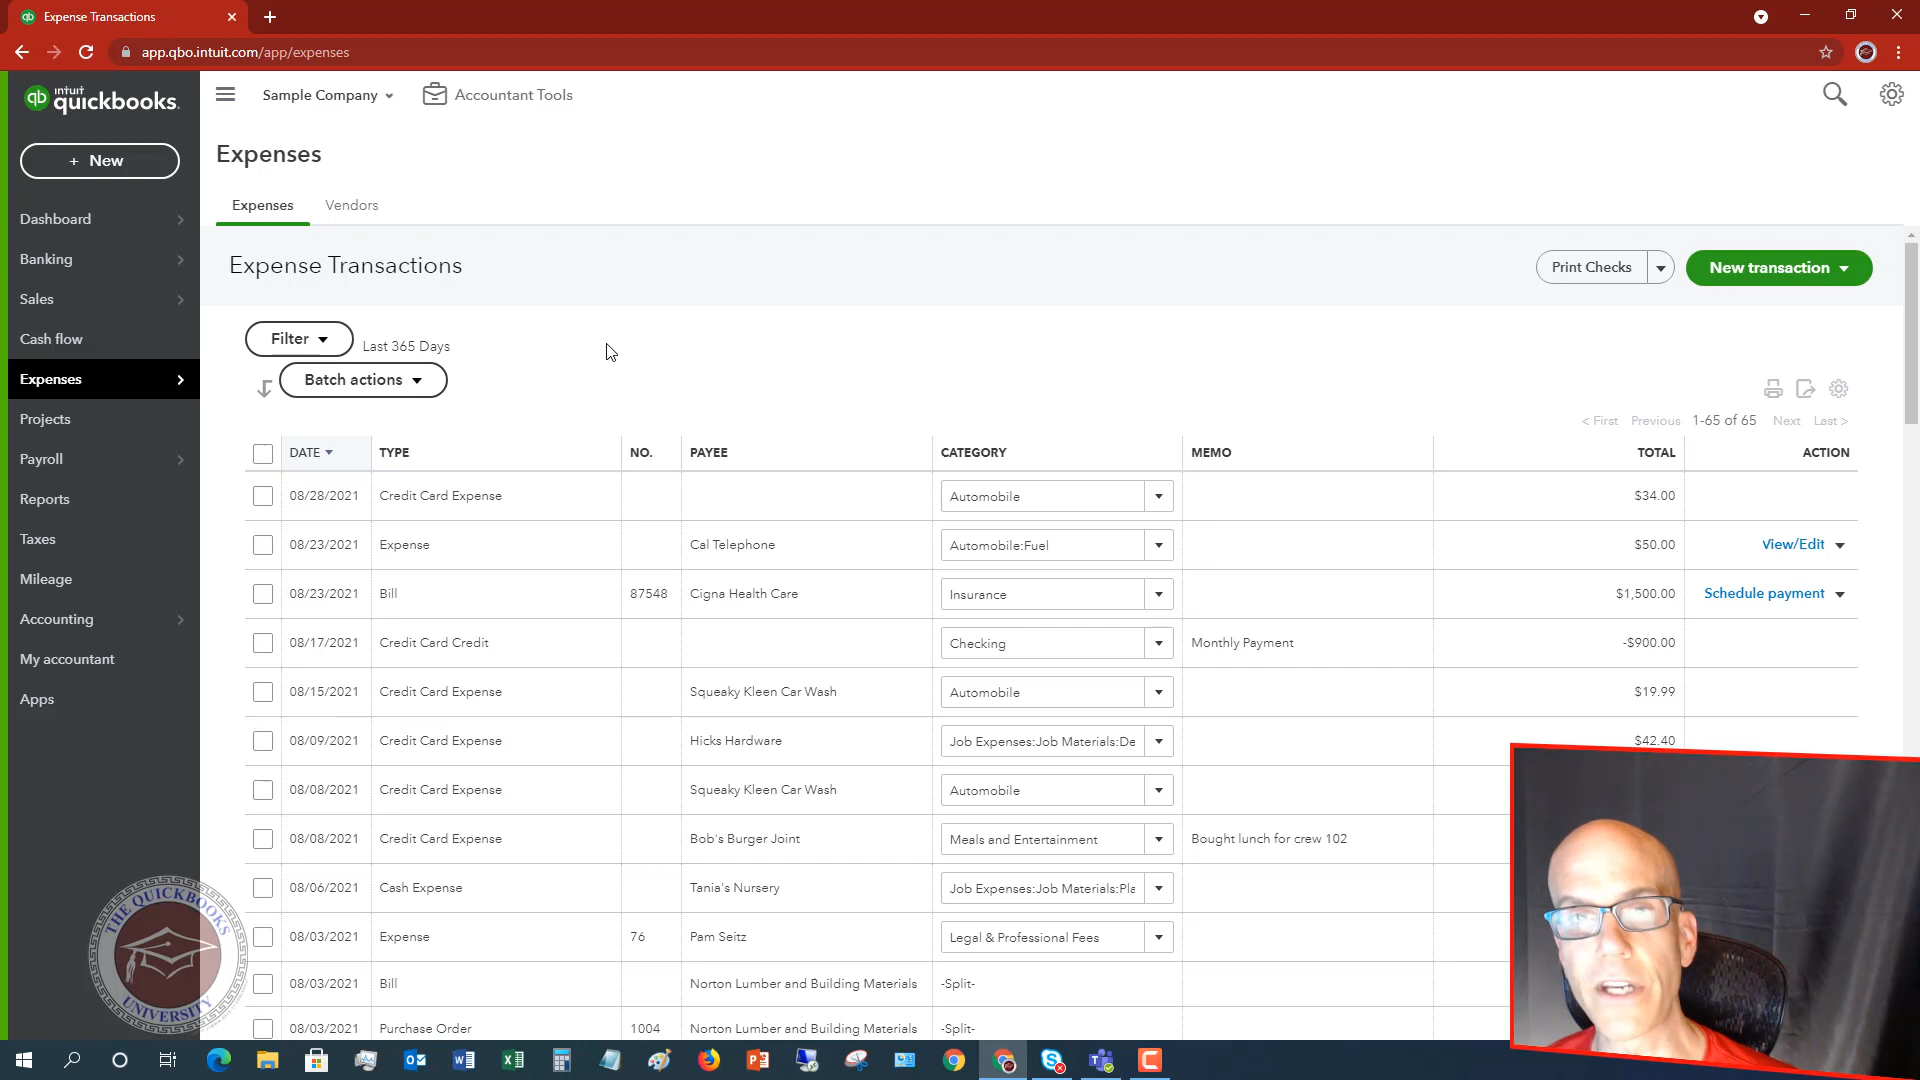 Expense Transactions
app.qbo.intuit.com/app/expenses
intuit
quickbooks.
Sample Company
Accountant Tools
+ New
Expenses
Dashboard
Banking
Sales
Cash flow
Expenses
Projects
Payroll
Reports
Taxes
Mileage
Accounting
My accountant
Apps
Expenses Vendors
Expense Transactions
Print Checks New transaction
Filter Last 365 Days
Batch actions
< First Previous 1-65 of 65 Next Last >
DATE TYPE NO. PAYEE CATEGORY MEMO TOTAL ACTION
08/28/2021 Credit Card Expense Automobile $34.00
08/23/2021 Expense Cal Telephone Automobile:Fuel $50.00 View/Edit
08/23/2021 Bill 87548 Cigna Health Care Insurance $1,500.00 Schedule payment
08/17/2021 Credit Card Credit Checking Monthly Payment -$900.00
08/15/2021 Credit Card Expense Squeaky Kleen Car Wash Automobile $19.99
08/09/2021 Credit Card Expense Hicks Hardware Job Expenses:Job Materials:De $42.40
08/08/2021 Credit Card Expense Squeaky Kleen Car Wash Automobile
08/08/2021 Credit Card Expense Bob's Burger Joint Meals and Entertainment Bought lunch for crew 102
08/06/2021 Cash Expense Tania's Nursery Job Expenses:Job Materials:Pla
08/03/2021 Expense 76 Pam Seitz Legal & Professional Fees
08/03/2021 Bill Norton Lumber and Building Materials -Split-
08/03/2021 Purchase Order 1004 Norton Lumber and Building Materials -Split-
THE QUICKBOOKS
UNIVERSITY